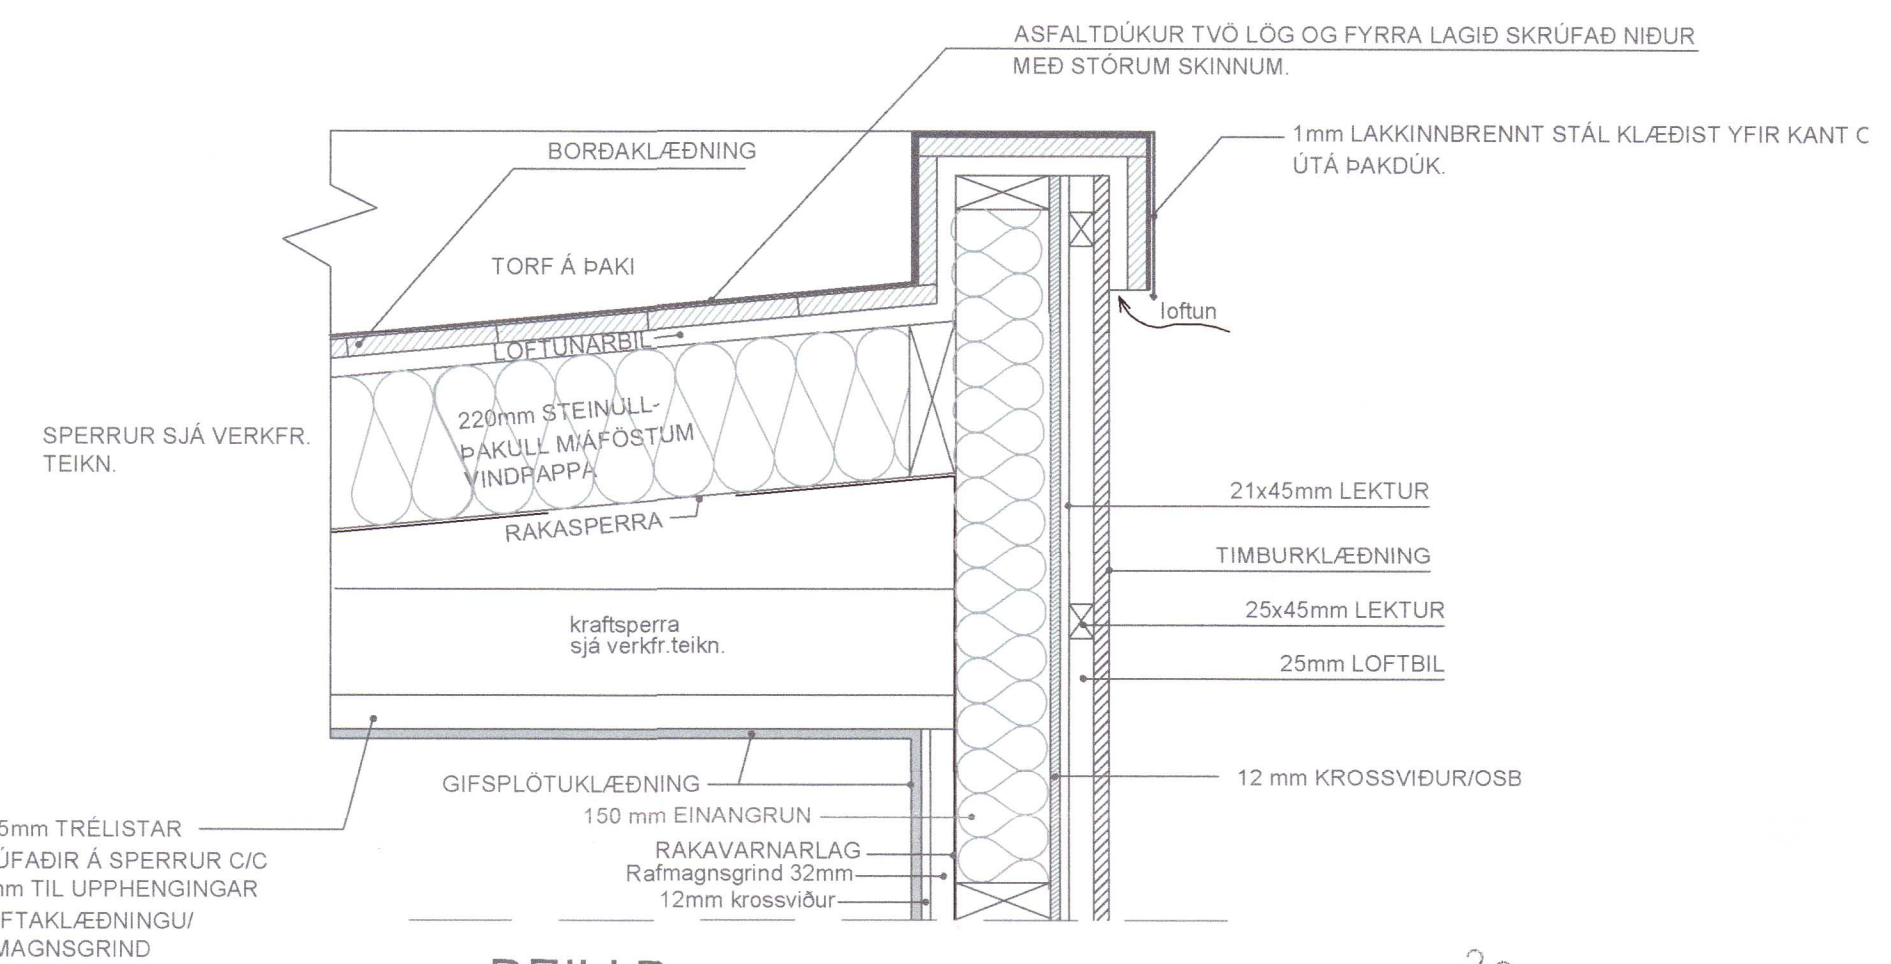 ASFALTDÚKUR TVÖ LÖG OG FYRRA LAGIÐ SKRÚFAÐ NIÐUR
MEÐ STÓRUM SKINNUM.
1mm LAKKINNBRENNT STÁL KLÆÐIST YFIR KANT
ÚTÁ ÞAKDÚK.
BORÐAKLÆÐNING
TORF Á ÞAKI
loftun
LOFTUNARBIL
220mm STEINULL-
ÞAKULL M/ÁFÖSTUM
VINDPAPPA
SPERRUR SJÁ VERKFR.
TEIKN.
RAKASPERRA
21x45mm LEKTUR
TIMBURKLÆÐNING
25x45mm LEKTUR
25mm LOFTBIL
kraftsperra
sjá verkfr.teikn.
GIFSPLÖTUKLÆÐNING
12 mm KROSSVIÐUR/OSB
150 mm EINANGRUN
RAKAVARNARLAG
Rafmagnsgrind 32mm
12mm krossviður
5mm TRÉLISTAR
ÚFAÐIR Á SPERRUR C/C
mm TIL UPPHENGINGAR
FTAKLÆÐNINGU/
MAGNSGRIND